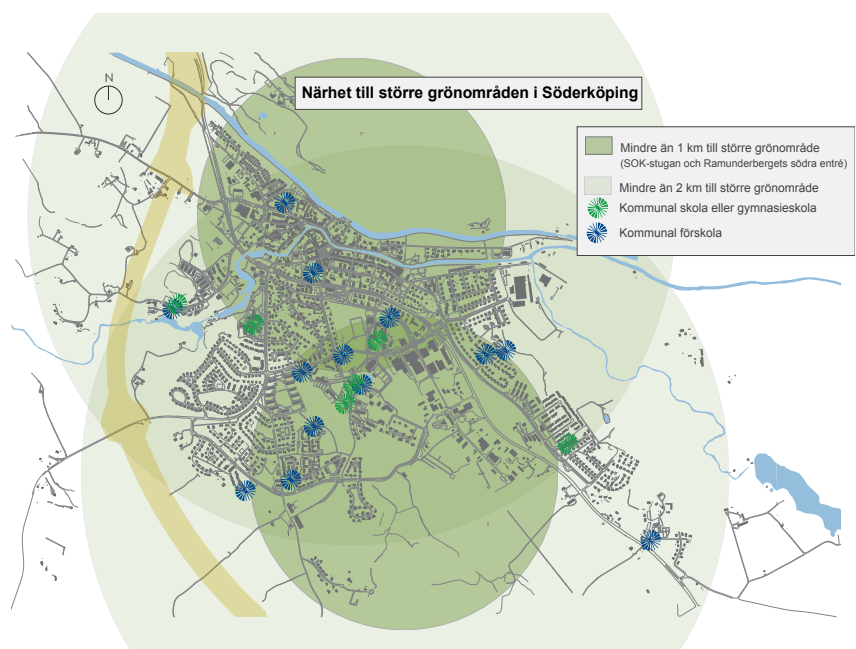 N
Närhet till större grönområden i Söderköping
Mindre än 1 km till större grönområde
(SOK-stugan och Ramunderbergets södra entré)
Mindre än 2 km till större grönområde
Kommunal skola eller gymnasieskola
Kommunal förskola